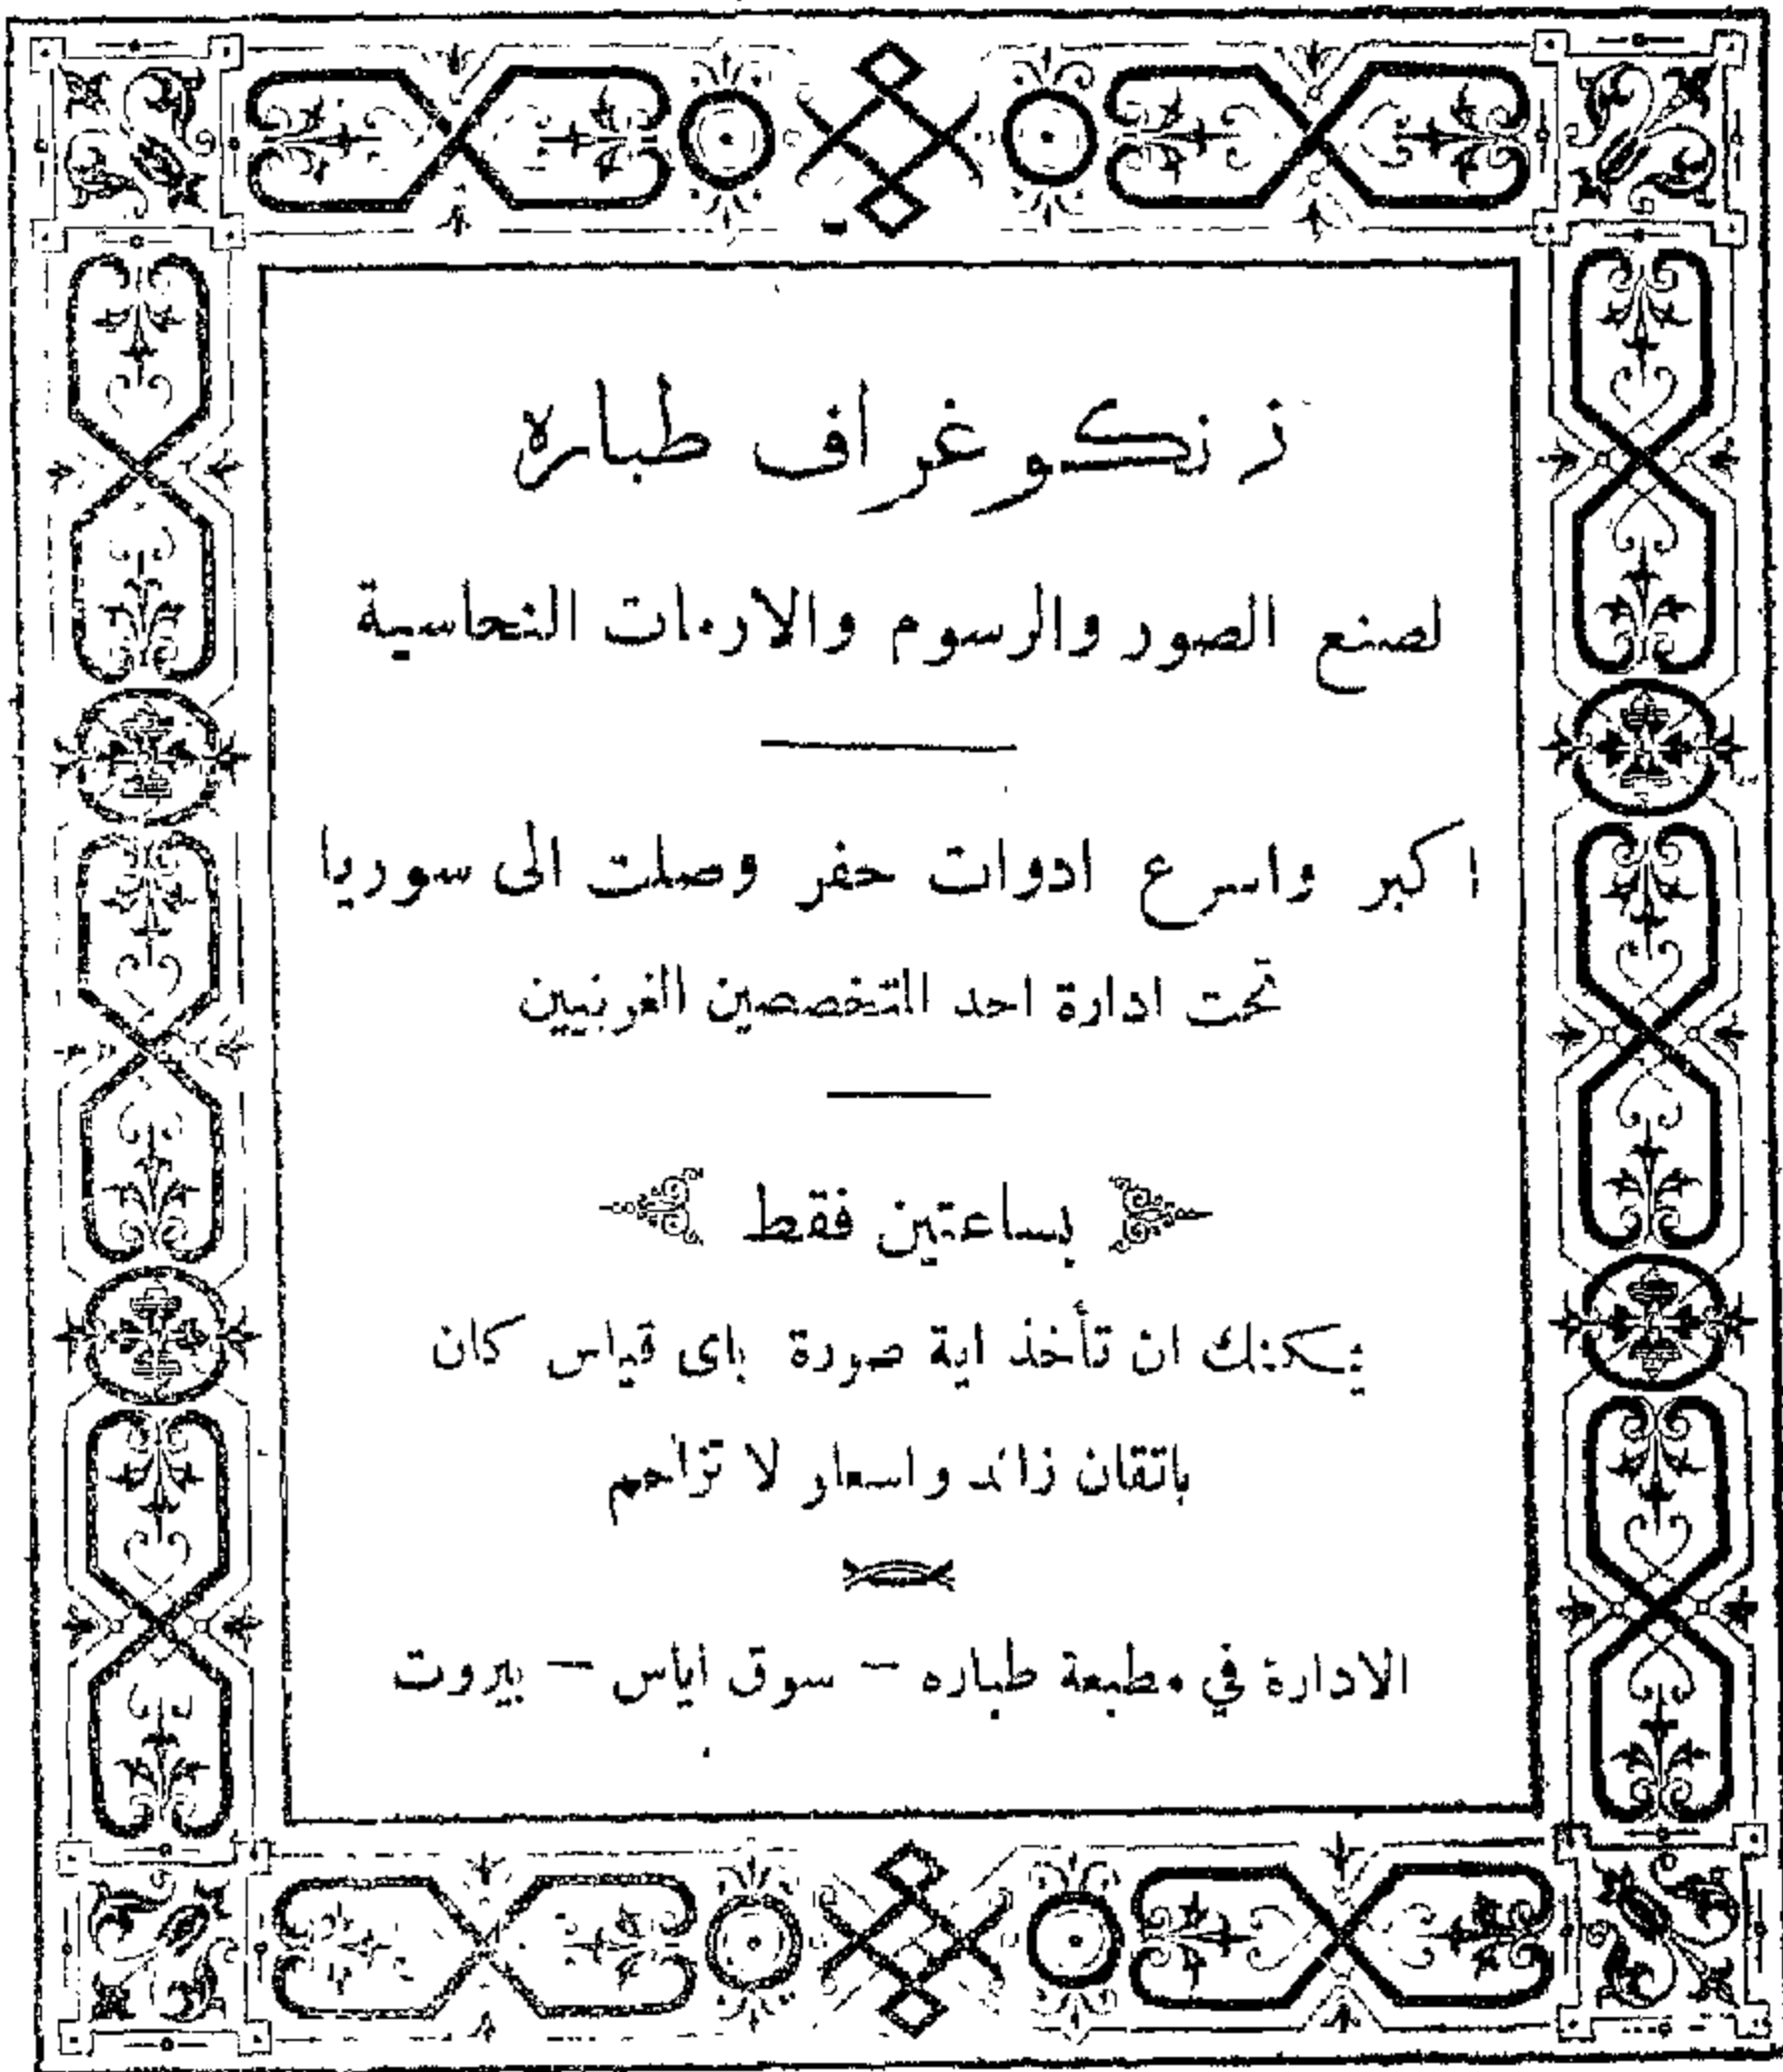 زنكوغراف طباره
لصنع الصور والرسوم والارمات النحاسية
اكبر واسرع ادوات حفر وصلت الى سوريا
تحت ادارة احد المتخصصين الغربيين
بساعتين فقط
يمكنك ان تأخذ اية صورة باى قياس كان
باتقان زائد واسعار لا تزاحم
الادارة في مطبعة طباره — سوق اياس — بيروت